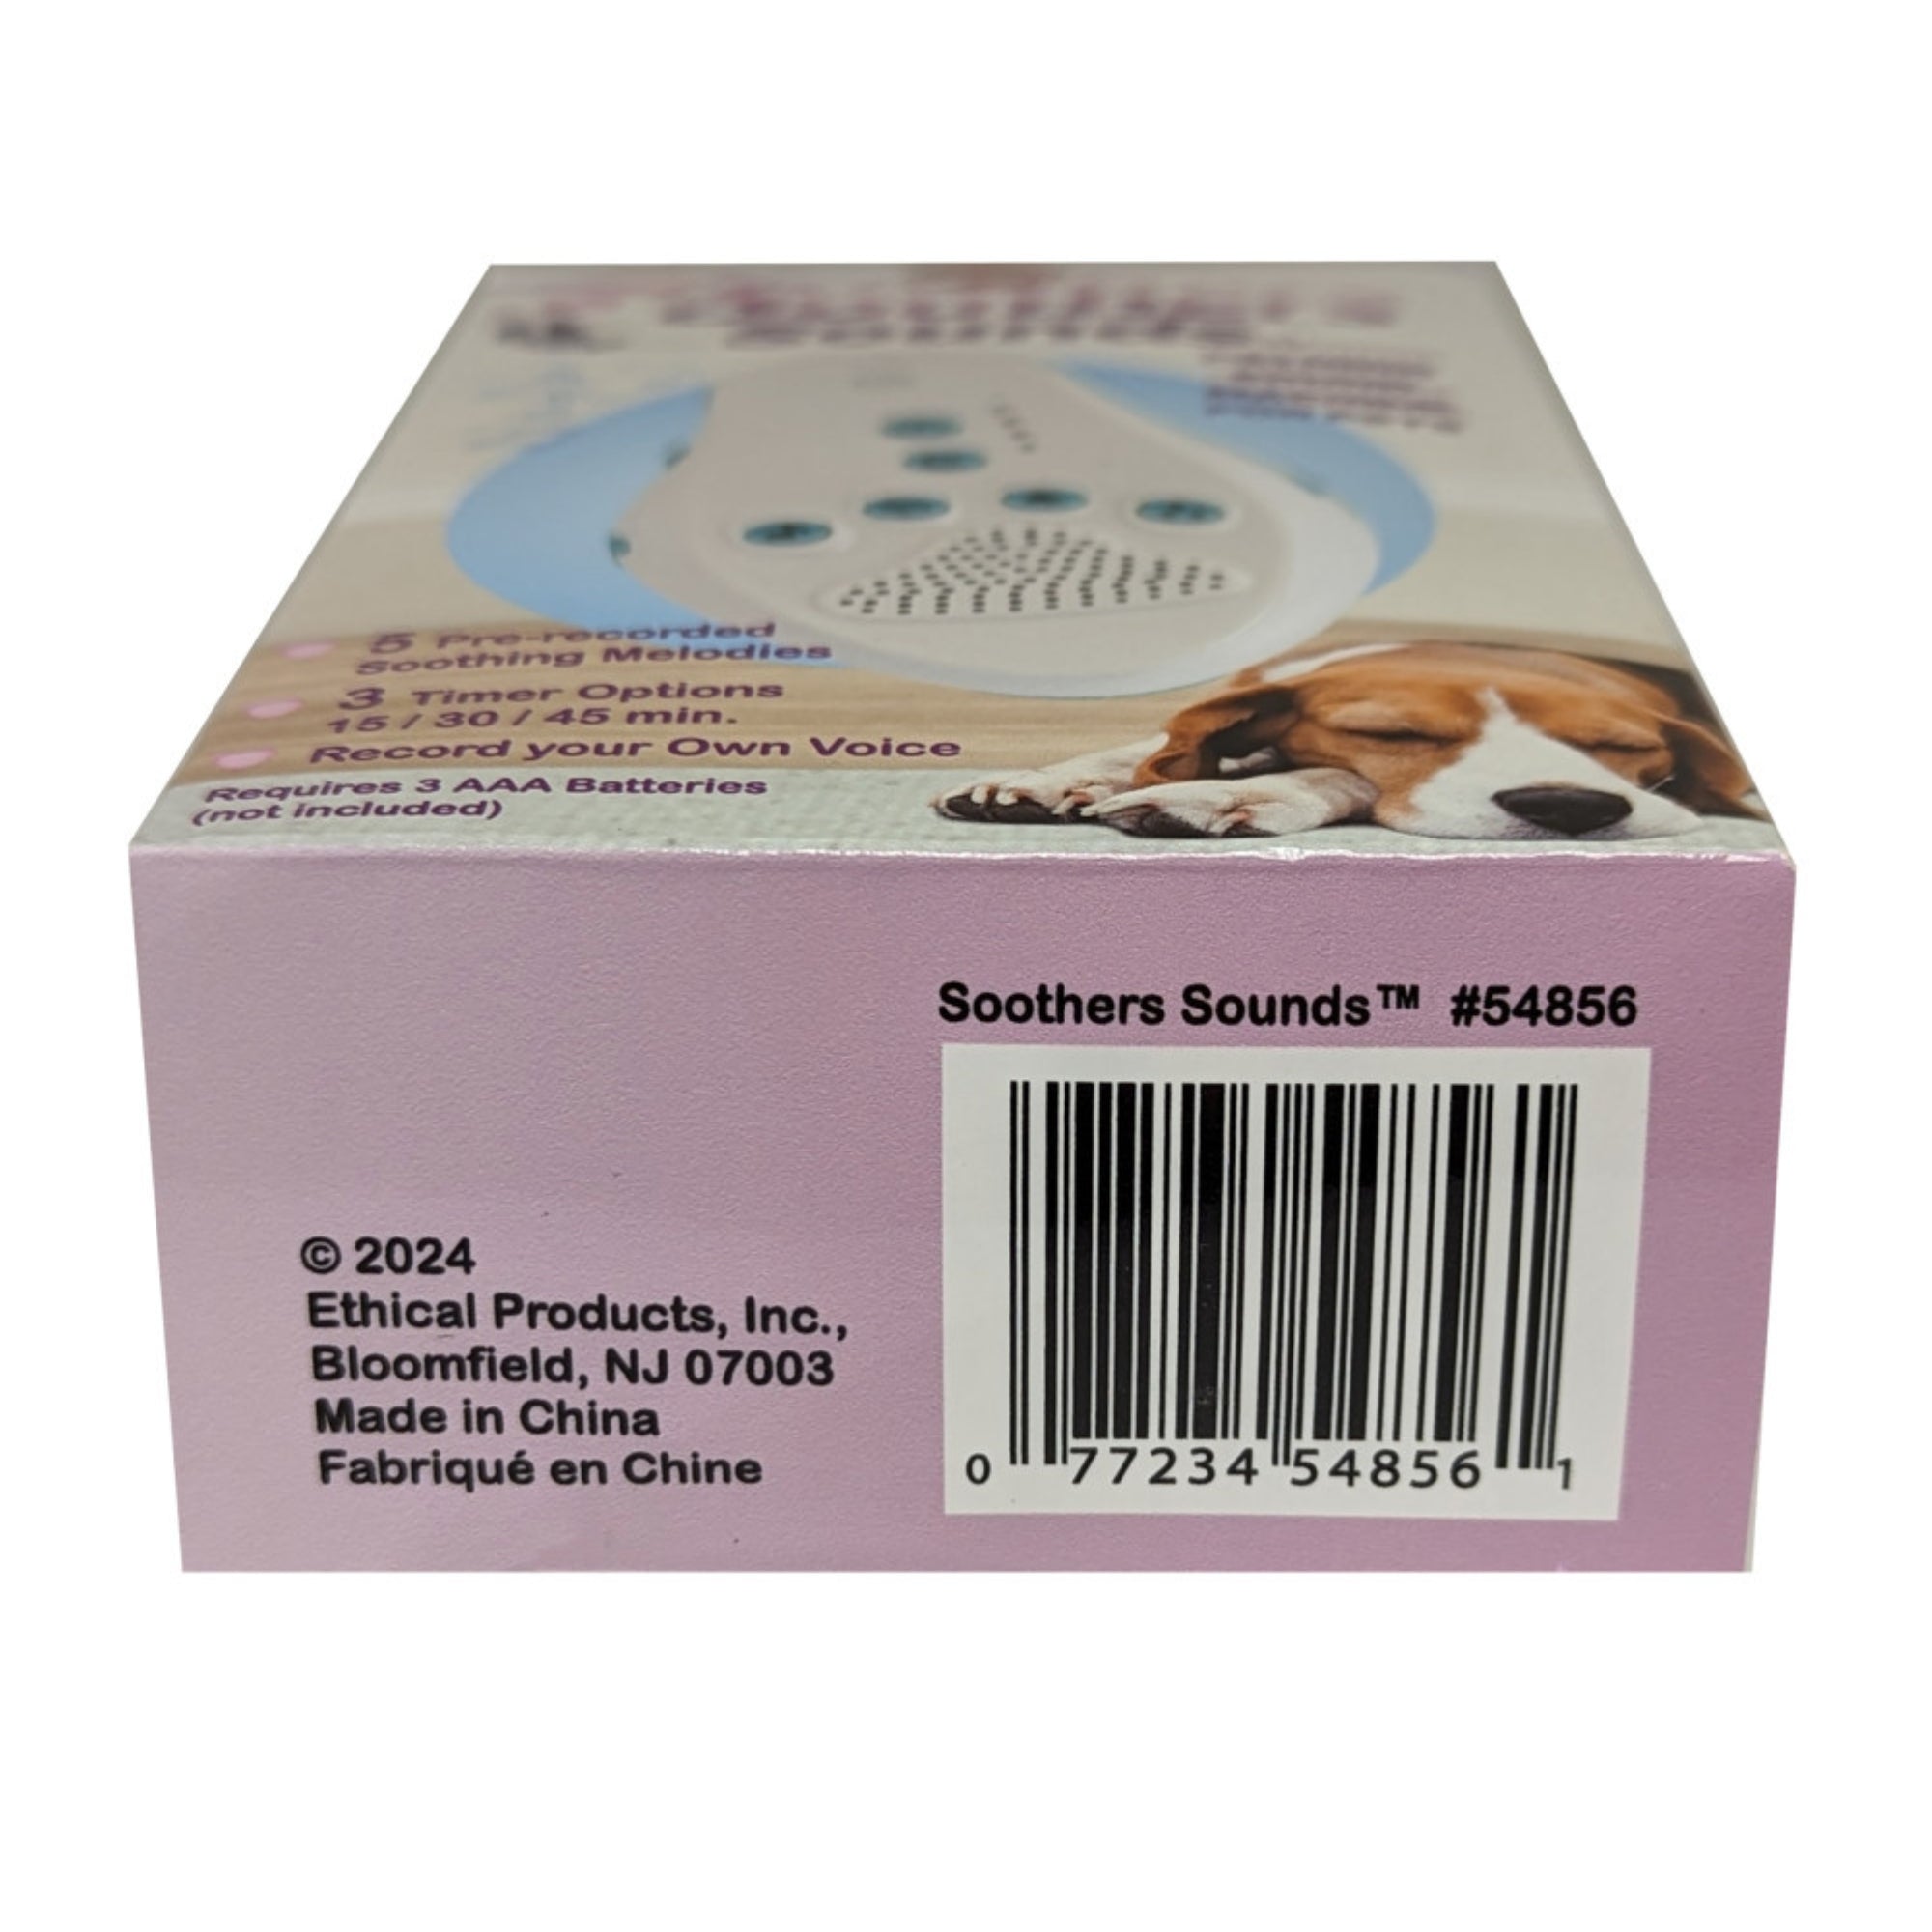 Soothers
Sounds
5 Pre-recorded
Soothing Melodies
3 Timer Options
15 / 30 / 45 min.
Record your Own Voice
Requires 3 AAA Batteries
(not included)
Soothers Sounds™ #54856
0 77234 54856 1
© 2024
Ethical Products, Inc.,
Bloomfield, NJ 07003
Made in China
Fabriqué en Chine